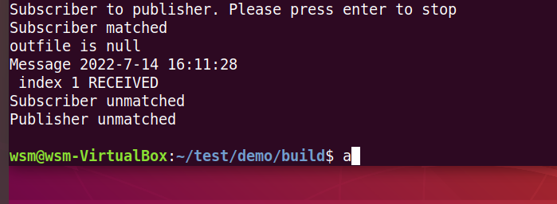 Subscriber to publisher. Please press enter to stop
Subscriber matched
outfile is null
Message 2022-7-14 16:11:28
 index 1 RECEIVED
Subscriber unmatched
Publisher unmatched
wsm@wsm-VirtualBox:~/test/demo/build$ a